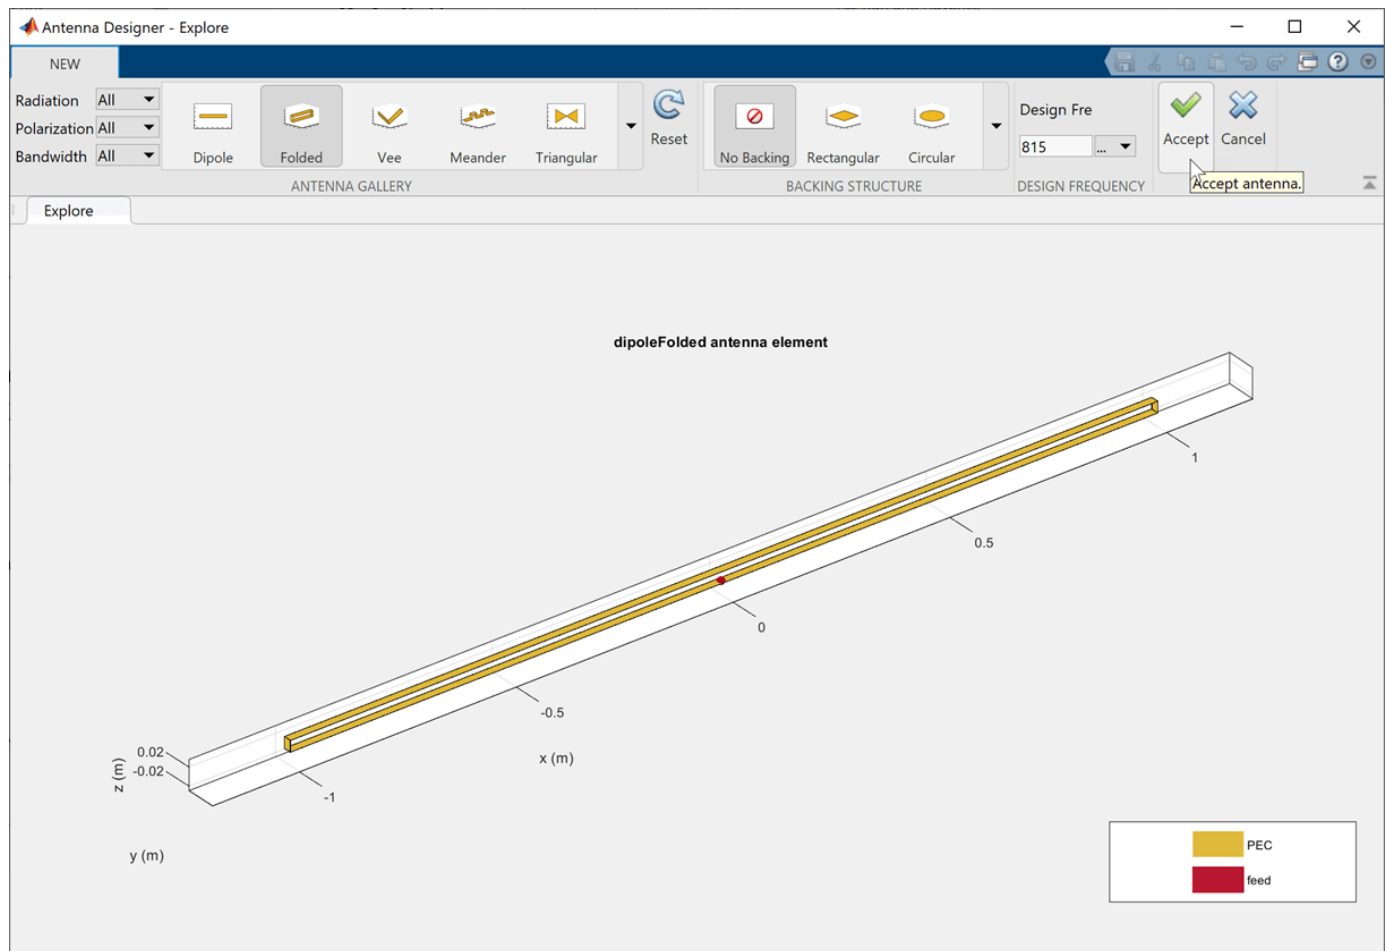 Antenna Designer - Explore
NEW
Radiation All
Polarization All
Bandwidth All
Dipole Folded Vee Meander Triangular
ANTENNA GALLERY
Reset
No Backing Rectangular Circular
BACKING STRUCTURE
Design Fre
815 ...
DESIGN FREQUENCY
Accept Cancel
Accept antenna.
Explore
dipoleFolded antenna element
1
0.5
0
-0.5
-1
x (m)
0.02
-0.02
z (m)
y (m)
PEC
feed